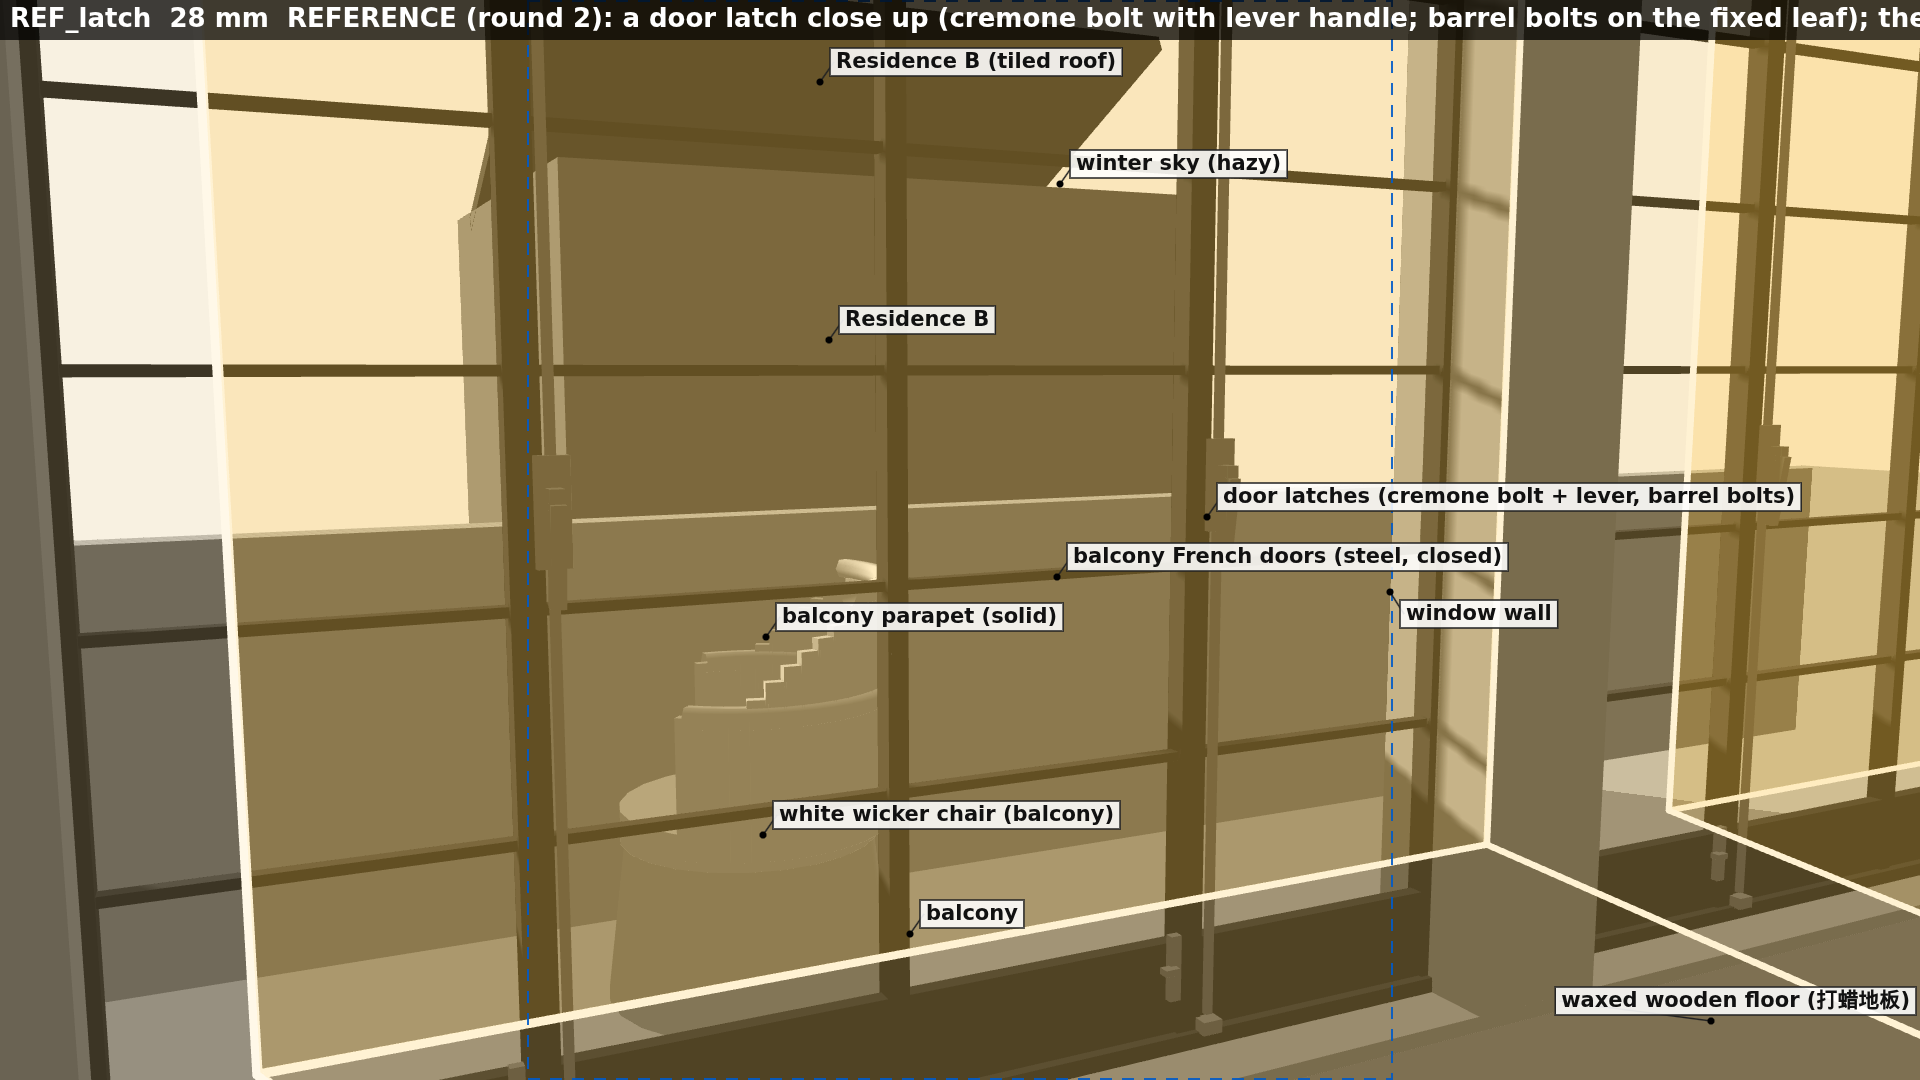 REF_latch 28 mm REFERENCE (round 2): a door latch close up (cremone bolt with lever handle; barrel bolts on the fixed leaf); the
Residence B (tiled roof)
winter sky (hazy)
Residence B
door latches (cremone bolt + lever, barrel bolts)
balcony French doors (steel, closed)
window wall
balcony parapet (solid)
white wicker chair (balcony)
balcony
waxed wooden floor (打蜡地板)